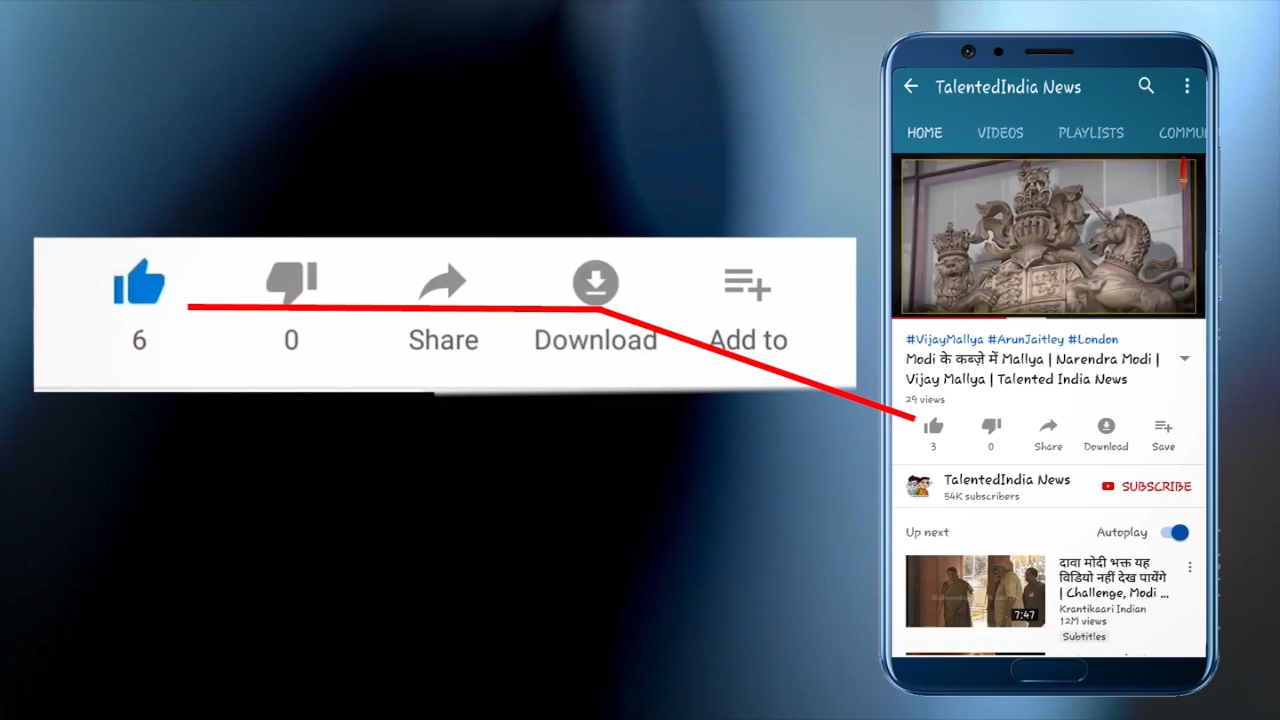 6
0
Share
Download
Add to
TalentedIndia News
HOME VIDEOS PLAYLISTS COMMU
#VijayMallya #ArunJaitley #London
Modi के कब्ज़े में Mallya | Narendra Modi |
Vijay Mallya | Talented India News
29 views
3
0
Share
Download
Save
TalentedIndia News
54K subscribers
SUBSCRIBE
Up next
Autoplay
दावा मोदी भक्त यह
विडियो नहीं देख पायेंगे
| Challenge, Modi ...
Krantikaari Indian
12M views
Subtitles
7:47